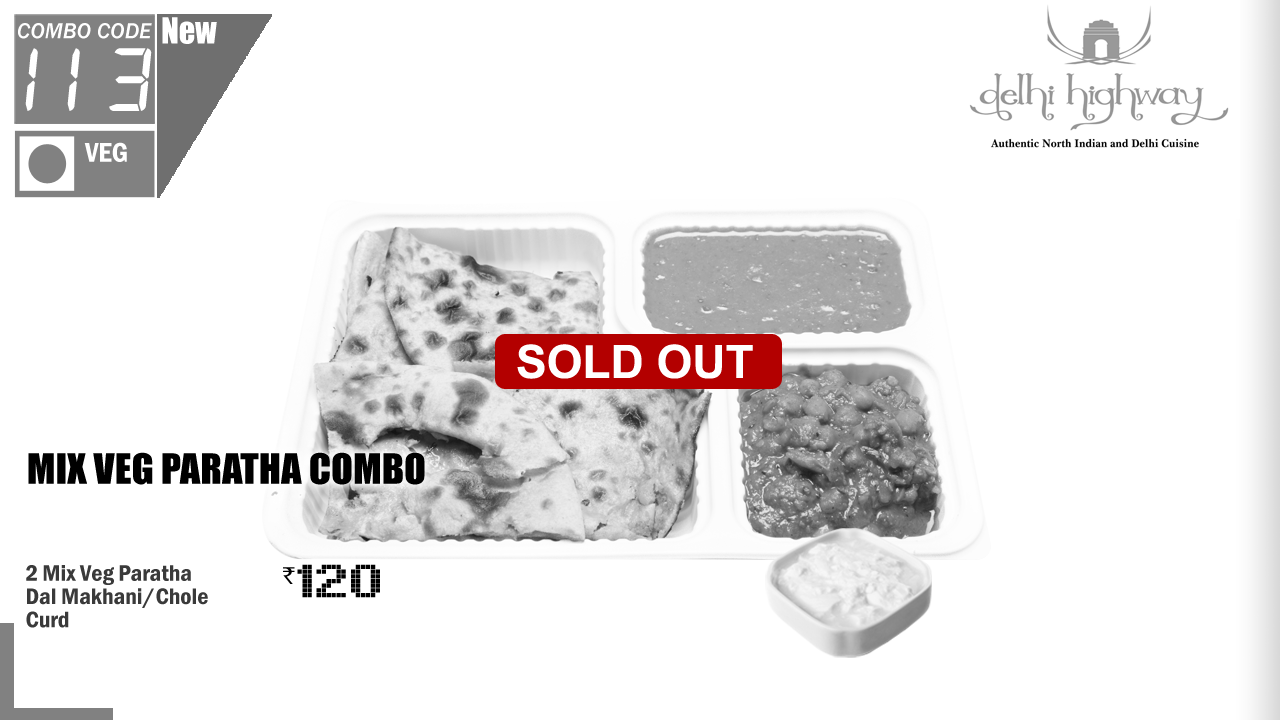 COMBO CODE
113
New
VEG
delhi highway
Authentic North Indian and Delhi Cuisine
SOLD OUT
MIX VEG PARATHA COMBO
2 Mix Veg Paratha
Dal Makhani/Chole
Curd
₹120